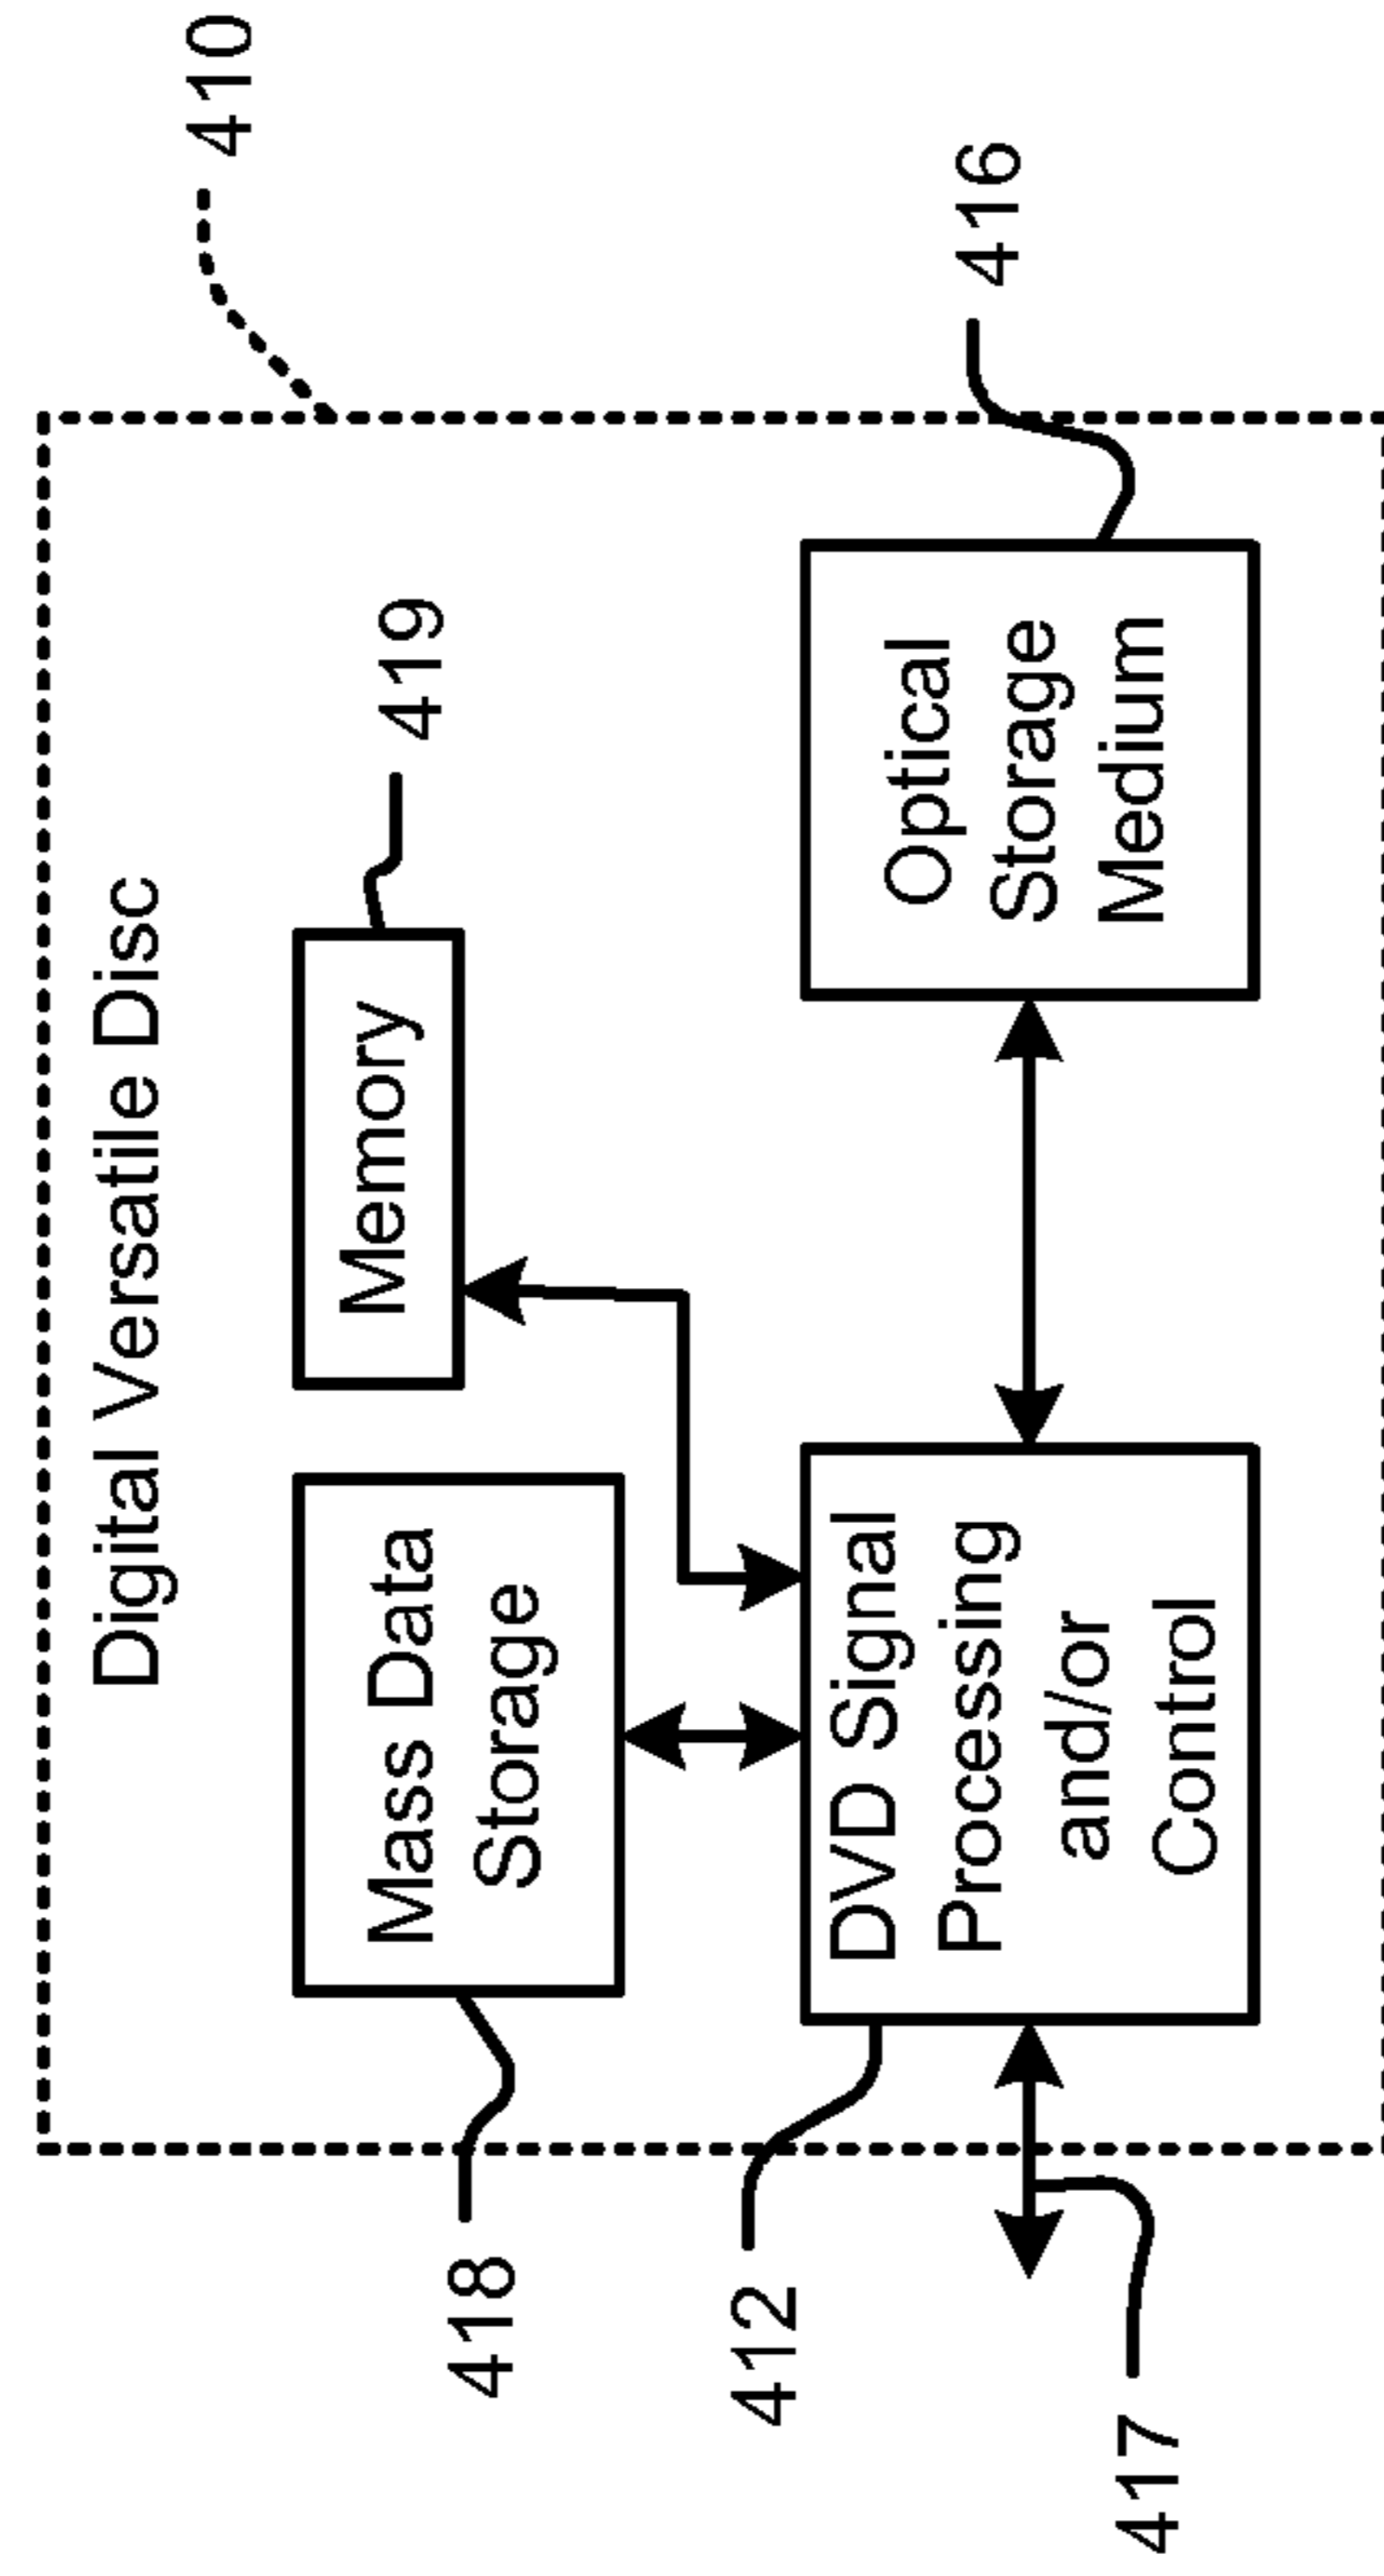 410
Digital Versatile Disc
418
Mass Data
Storage
Memory
419
412
DVD Signal
Processing
and/or
Control
Optical
Storage
Medium
416
417